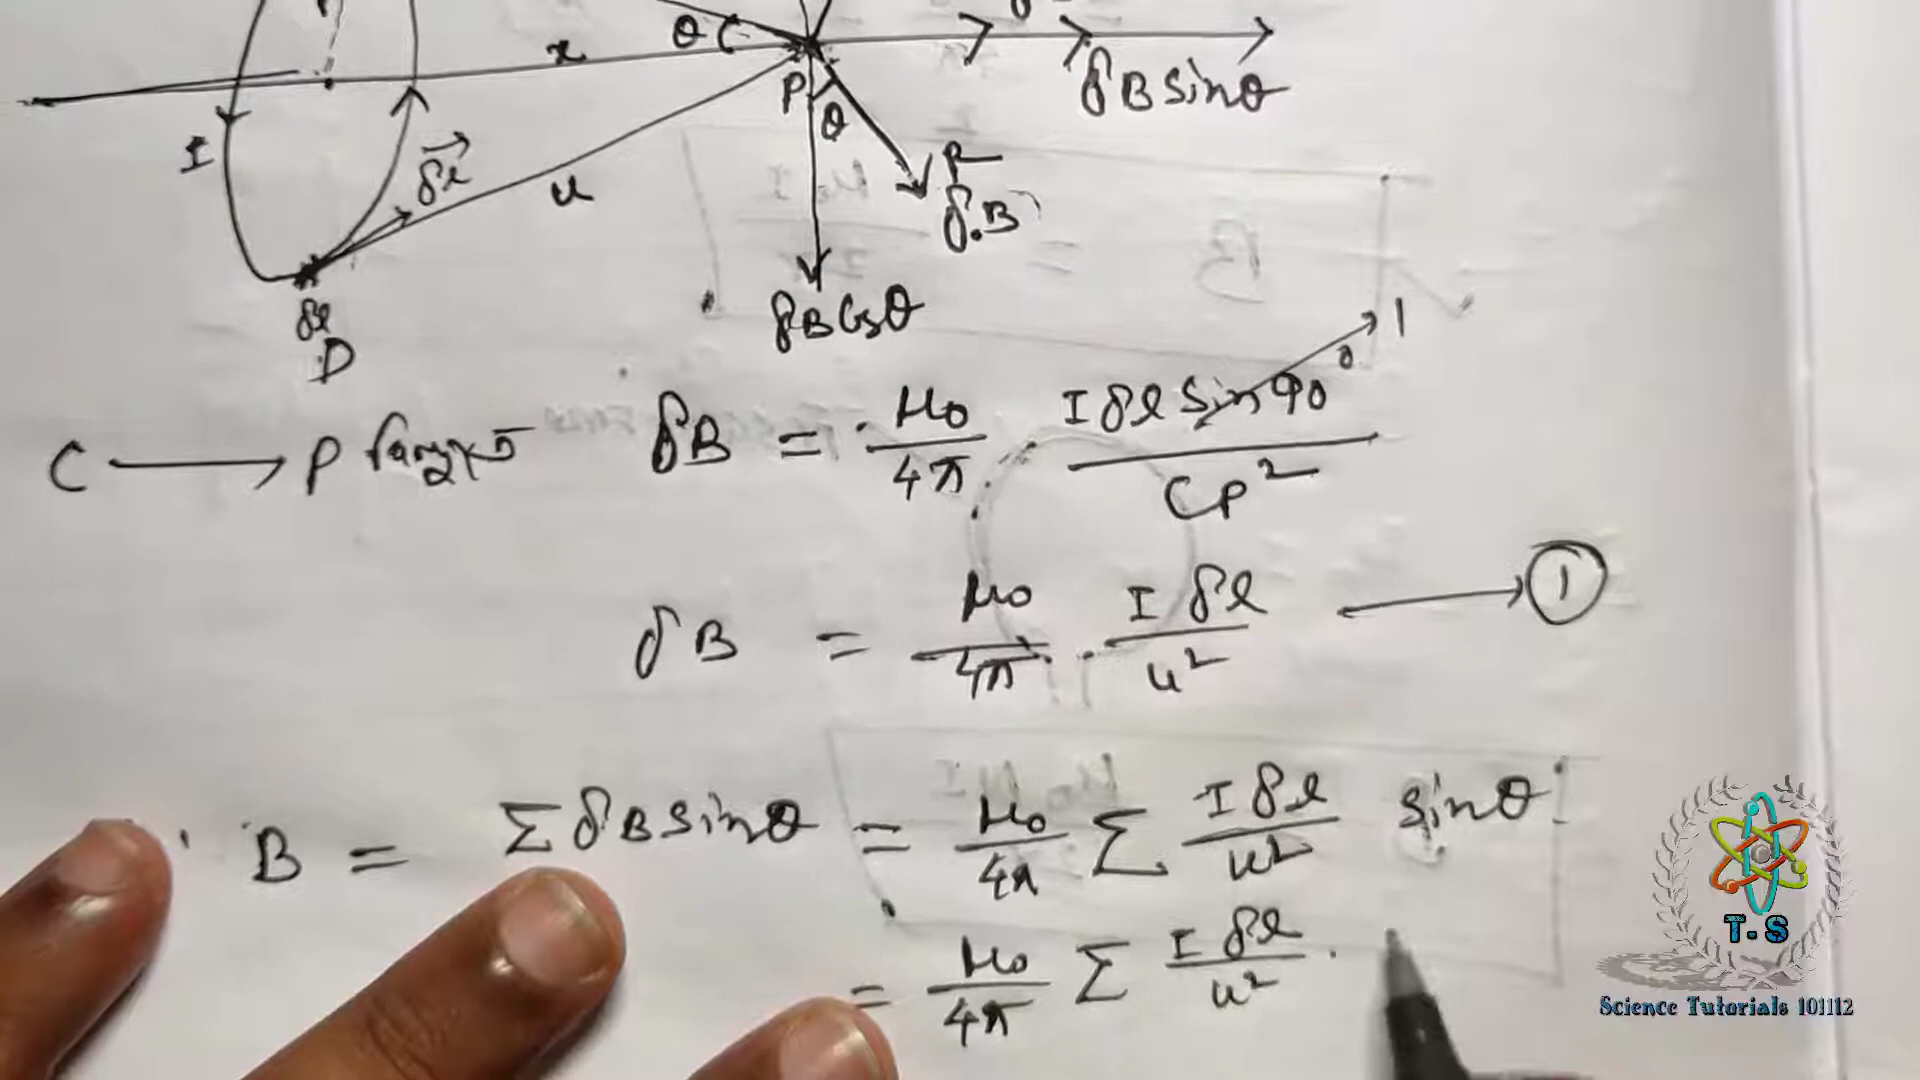 θ
x
P
δB sinθ
I
δl
u
θ
δB
δl
D
δB cosθ
1
C → P
δB = μ₀/4π · I δl sin90°/CP²
δB = μ₀/4π · I δl/u² → ①
B = Σ δB sinθ = μ₀/4π Σ I δl/u² sinθ
= μ₀/4π Σ I δl/u² ·
T.S
Science Tutorials 101112